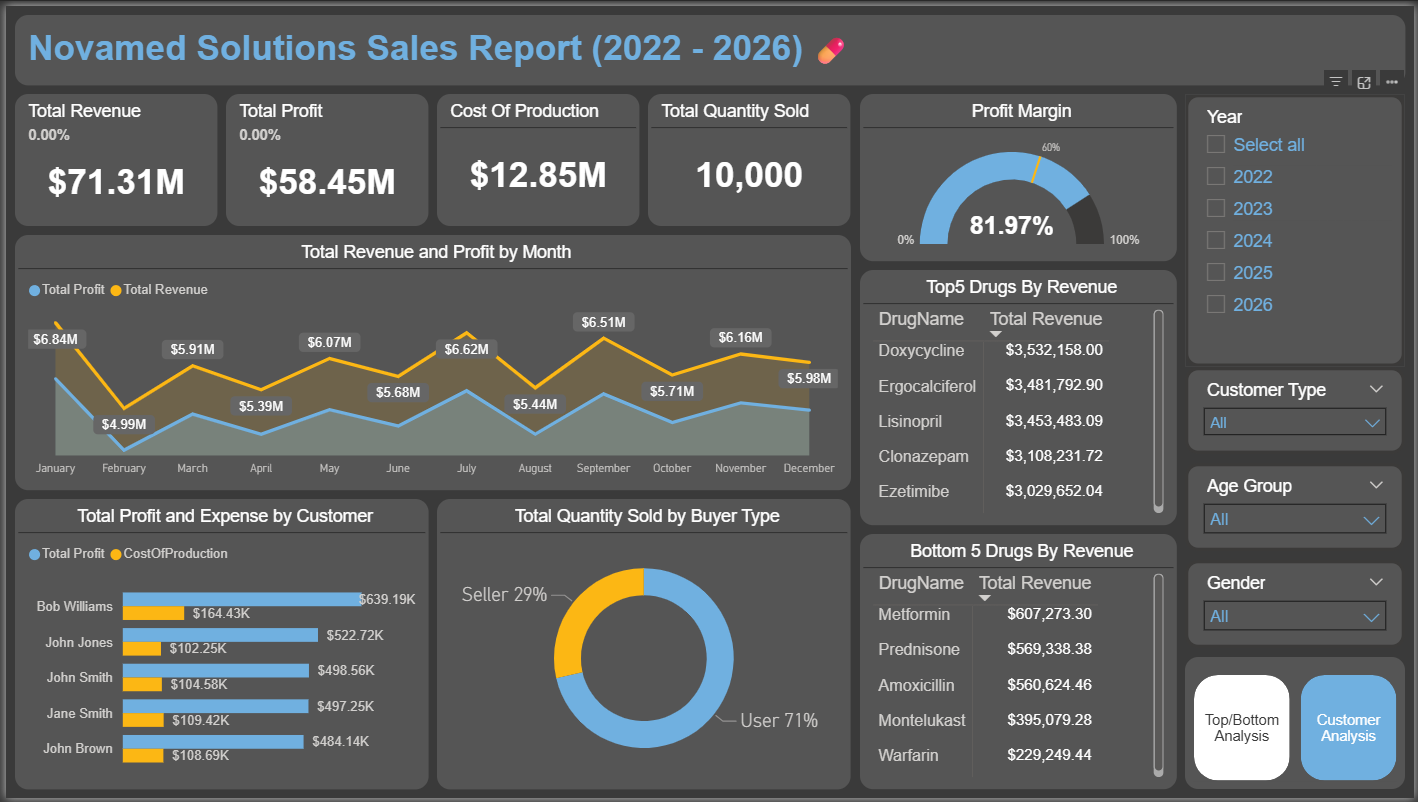 Novamed Solutions Sales Report (2022 - 2026)
Total Revenue
0.00%
$71.31M
Total Profit
0.00%
$58.45M
Cost Of Production
$12.85M
Total Quantity Sold
10,000
Profit Margin
60%
81.97%
0%
100%
Year
Select all
2022
2023
2024
2025
2026
Total Revenue and Profit by Month
Total Profit Total Revenue
$6.84M
$4.99M
$5.91M
$5.39M
$6.07M
$5.68M
$6.62M
$5.44M
$6.51M
$5.71M
$6.16M
$5.98M
January February March April May June July August September October November December
Top5 Drugs By Revenue
DrugName Total Revenue
Doxycycline $3,532,158.00
Ergocalciferol $3,481,792.90
Lisinopril $3,453,483.09
Clonazepam $3,108,231.72
Ezetimibe $3,029,652.04
Customer Type
All
Age Group
All
Gender
All
Total Profit and Expense by Customer
Total Profit CostOfProduction
Bob Williams $639.19K
$164.43K
John Jones $522.72K
$102.25K
John Smith $498.56K
$104.58K
Jane Smith $497.25K
$109.42K
John Brown $484.14K
$108.69K
Total Quantity Sold by Buyer Type
Seller 29%
User 71%
Bottom 5 Drugs By Revenue
DrugName Total Revenue
Metformin $607,273.30
Prednisone $569,338.38
Amoxicillin $560,624.46
Montelukast $395,079.28
Warfarin $229,249.44
Top/Bottom
Analysis
Customer
Analysis